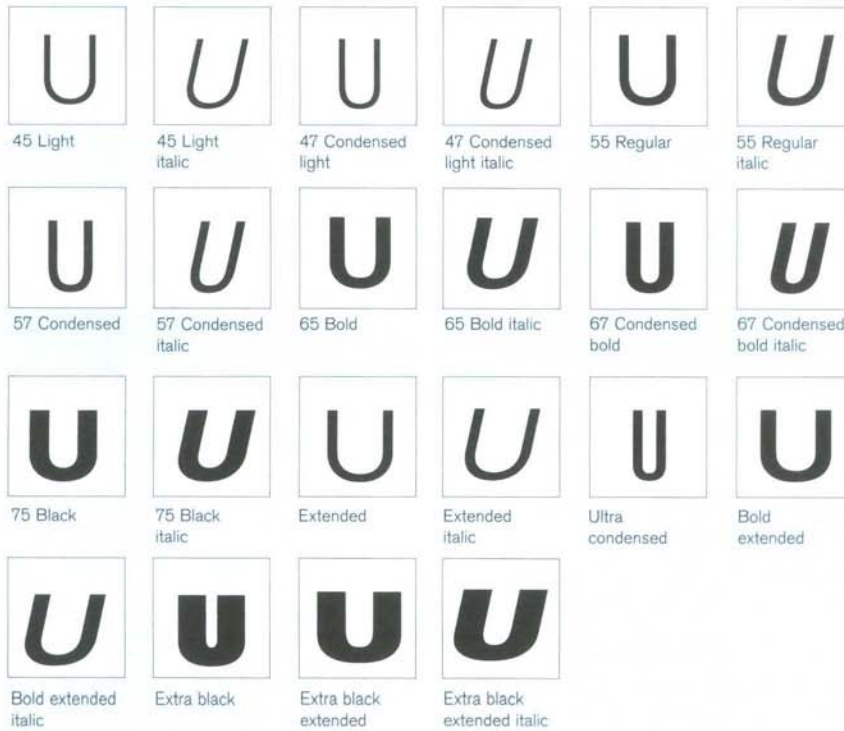 U U U U U U
45 Light
45 Light
italic
47 Condensed
light
47 Condensed
light italic
55 Regular
55 Regular
italic
U U U U U U
57 Condensed
57 Condensed
italic
65 Bold
65 Bold italic
67 Condensed
bold
67 Condensed
bold italic
U U U U U U
75 Black
75 Black
italic
Extended
Extended
italic
Ultra
condensed
Bold
extended
U U U U
Bold extended
italic
Extra black
Extra black
extended
Extra black
extended italic